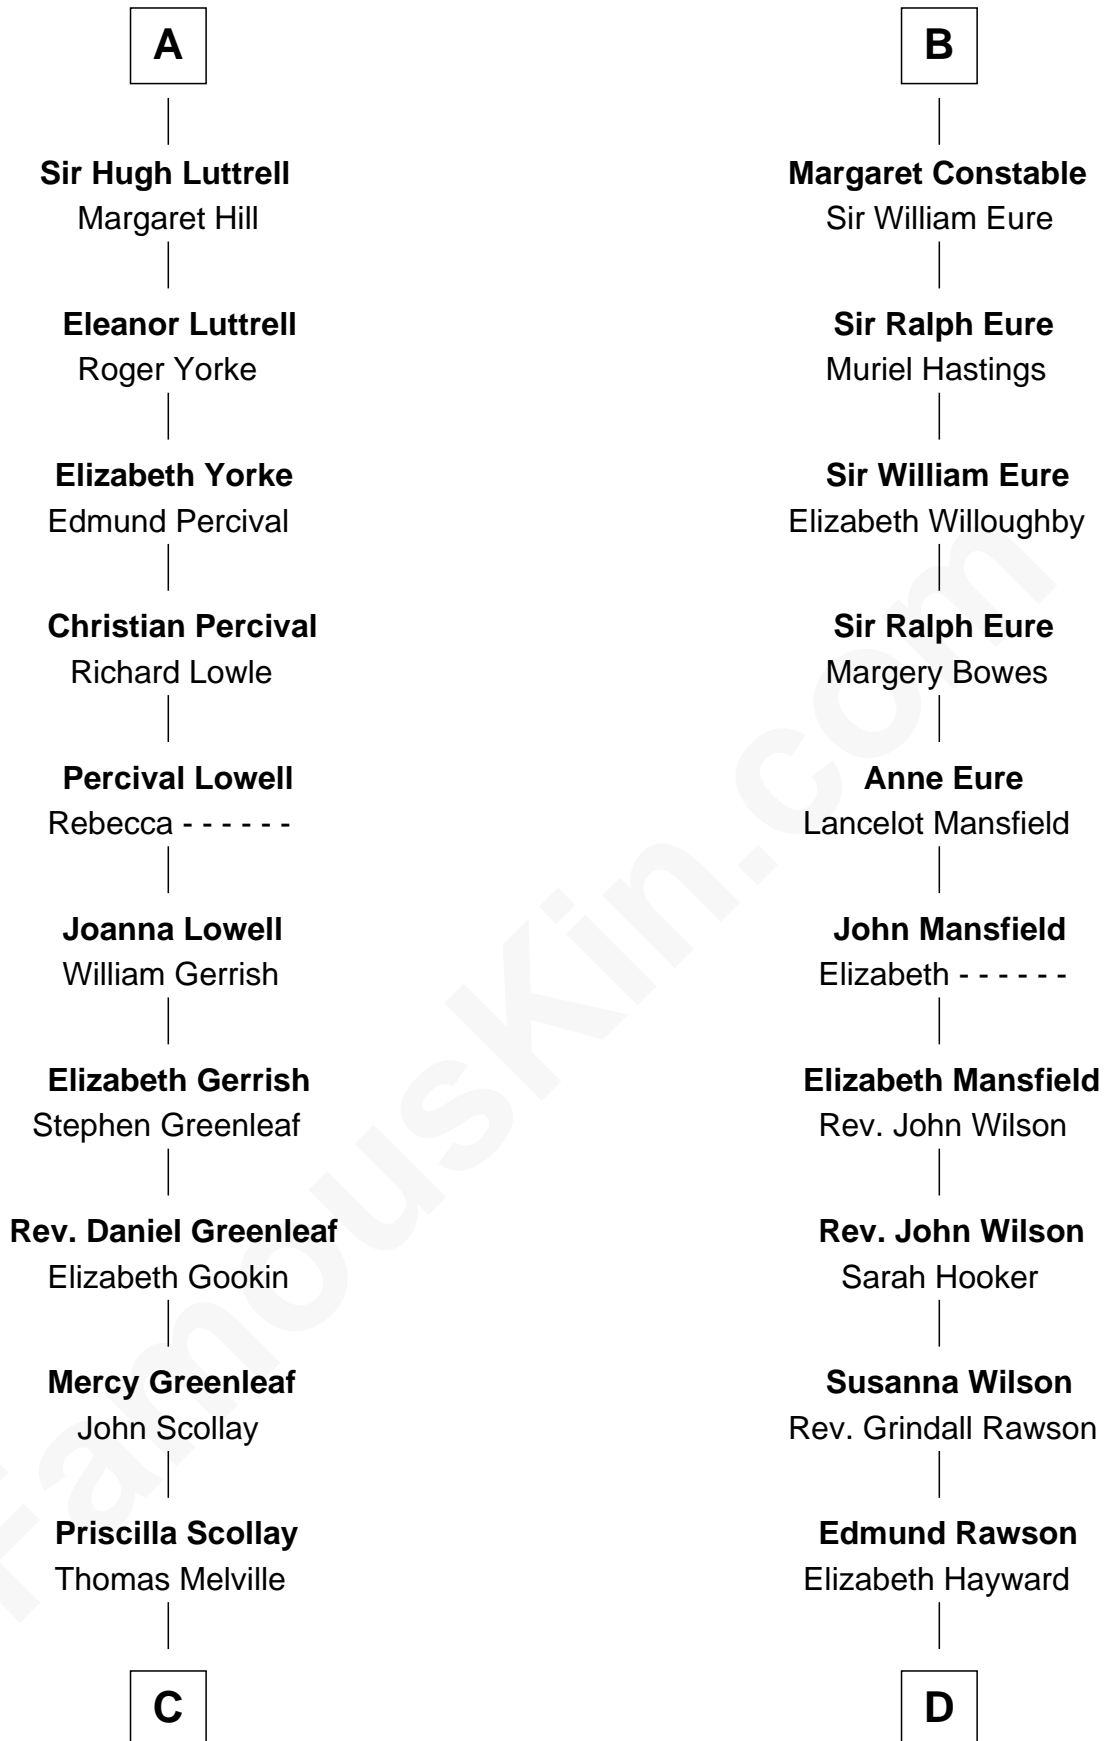 A
Sir Hugh Luttrell
Margaret Hill
Eleanor Luttrell
Roger Yorke
Elizabeth Yorke
Edmund Percival
Christian Percival
Richard Lowle
Percival Lowell
Rebecca - - - - - -
Joanna Lowell
William Gerrish
Elizabeth Gerrish
Stephen Greenleaf
Rev. Daniel Greenleaf
Elizabeth Gookin
Mercy Greenleaf
John Scollay
Priscilla Scollay
Thomas Melville
C
B
Margaret Constable
Sir William Eure
Sir Ralph Eure
Muriel Hastings
Sir William Eure
Elizabeth Willoughby
Sir Ralph Eure
Margery Bowes
Anne Eure
Lancelot Mansfield
John Mansfield
Elizabeth - - - - - -
Elizabeth Mansfield
Rev. John Wilson
Rev. John Wilson
Sarah Hooker
Susanna Wilson
Rev. Grindall Rawson
Edmund Rawson
Elizabeth Hayward
D
FamousKin.com